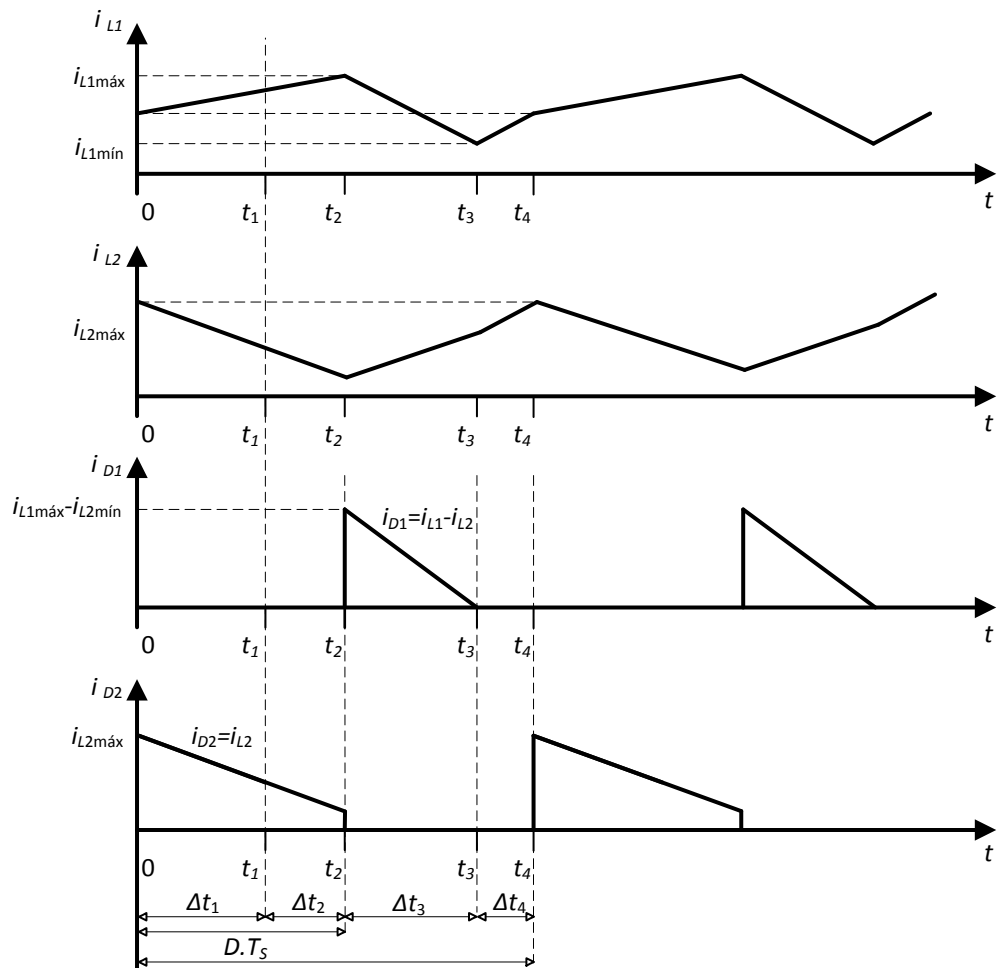 i L1
iL1máx
iL1mín
0 t1 t2 t3 t4 t
i L2
iL2máx
0 t1 t2 t3 t4 t
i D1
iL1máx-iL2mín
iD1=iL1-iL2
0 t1 t2 t3 t4 t
i D2
iL2máx
iD2=iL2
0 t1 t2 t3 t4 t
Δt1 Δt2 Δt3 Δt4
D.TS